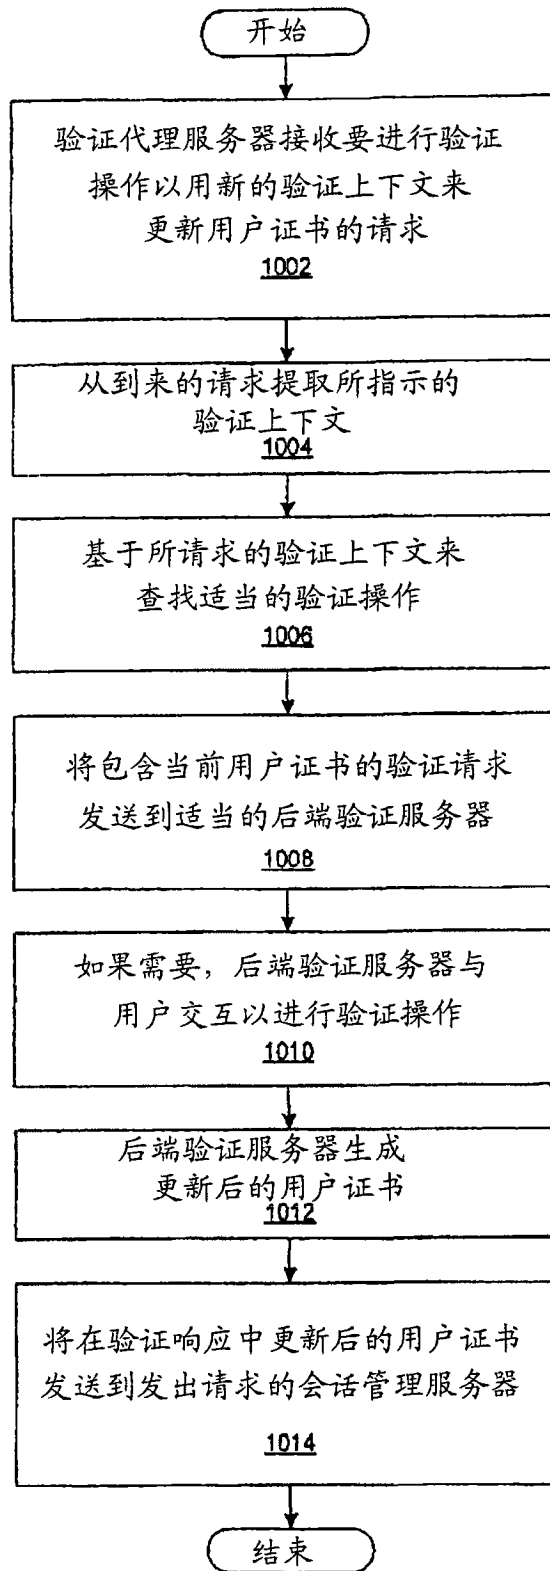 开始
验证代理服务器接收要进行验证
操作以用新的验证上下文来
更新用户证书的请求
1002
从到来的请求提取所指示的
验证上下文
1004
基于所请求的验证上下文来
查找适当的验证操作
1006
将包含当前用户证书的验证请求
发送到适当的后端验证服务器
1008
如果需要，后端验证服务器与
用户交互以进行验证操作
1010
后端验证服务器生成
更新后的用户证书
1012
将在验证响应中更新后的用户证书
发送到发出请求的会话管理服务器
1014
结束